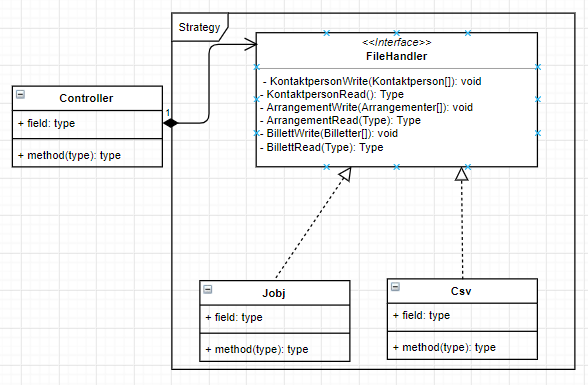 Strategy
<<Interface>>
FileHandler
- KontaktpersonWrite(Kontaktperson[]): void
- KontaktpersonRead(): Type
- ArrangementWrite(Arrangementer[]): void
- ArrangementRead(Type): Type
- BillettWrite(Billetter[]): void
- BillettRead(Type): Type
Controller
+ field: type
+ method(type): type
1
Jobj
+ field: type
+ method(type): type
Csv
+ field: type
+ method(type): type